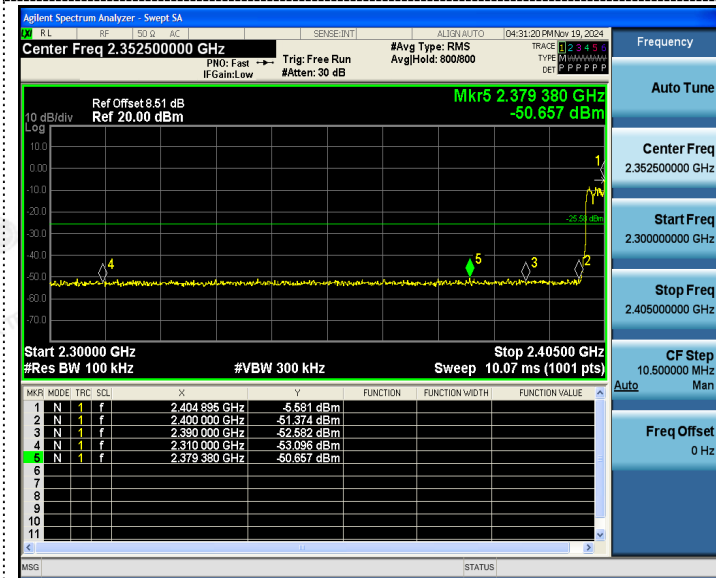 Agilent Spectrum Analyzer - Swept SA
LXI RL RF 50 Ω AC SENSE:INT ALIGN AUTO 04:31:20 PM Nov 19, 2024
Center Freq 2.352500000 GHz
#Avg Type: RMS
TRACE 1 2 3 4 5 6
PNO: Fast Trig: Free Run Avg|Hold: 800/800 TYPE M
IFGain:Low #Atten: 30 dB DET P P P P P P
Mkr5 2.379 380 GHz
-50.657 dBm
Ref Offset 8.51 dB
10 dB/div Ref 20.00 dBm
Log
10.0
0.00
-10.0
-20.0
-30.0
-40.0
-50.0
-60.0
-70.0
1
-25.58 dBm
4
5
3
2
Start 2.30000 GHz Stop 2.40500 GHz
#Res BW 100 kHz #VBW 300 kHz Sweep 10.07 ms (1001 pts)
MKR MODE TRC SCL X Y FUNCTION FUNCTION WIDTH FUNCTION VALUE
1 N 1 f 2.404 895 GHz -5.581 dBm
2 N 1 f 2.400 000 GHz -51.374 dBm
3 N 1 f 2.390 000 GHz -52.582 dBm
4 N 1 f 2.310 000 GHz -53.096 dBm
5 N 1 f 2.379 380 GHz -50.657 dBm
6
7
8
9
10
11
MSG STATUS
Frequency
Auto Tune
Center Freq
2.352500000 GHz
Start Freq
2.300000000 GHz
Stop Freq
2.405000000 GHz
CF Step
10.500000 MHz
Auto Man
Freq Offset
0 Hz